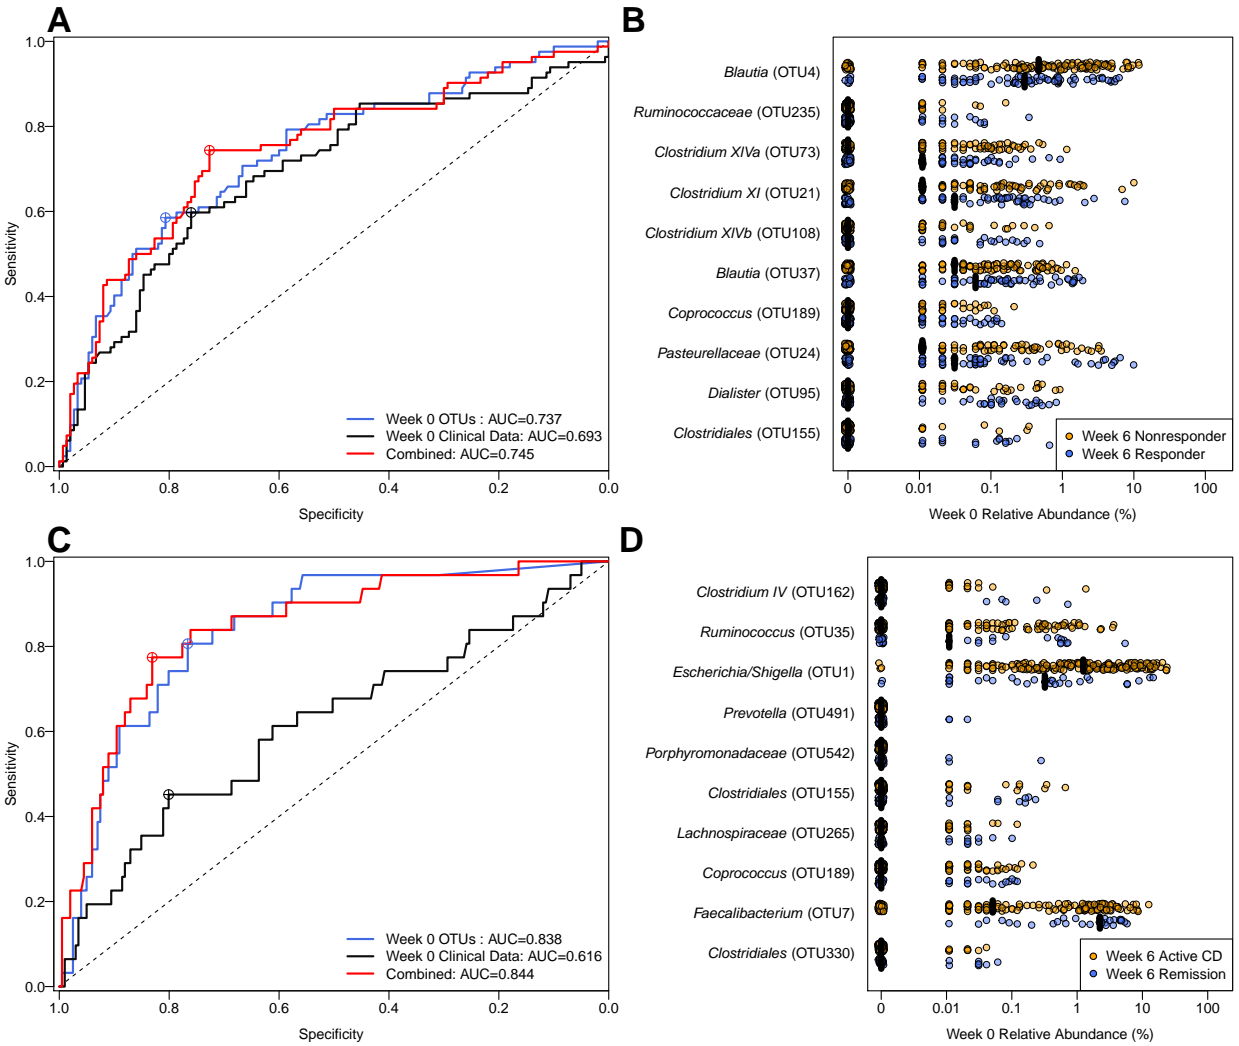 A
1.0
0.8
0.6
0.4
0.2
0.0
Sensitivity
1.0 0.8 0.6 0.4 0.2 0.0
Specificity
Week 0 OTUs : AUC=0.737
Week 0 Clinical Data: AUC=0.693
Combined: AUC=0.745
B
Blautia (OTU4)
Ruminococcaceae (OTU235)
Clostridium XIVa (OTU73)
Clostridium XI (OTU21)
Clostridium XIVb (OTU108)
Blautia (OTU37)
Coprococcus (OTU189)
Pasteurellaceae (OTU24)
Dialister (OTU95)
Clostridiales (OTU155)
Week 6 Nonresponder
Week 6 Responder
0 0.01 0.1 1 10 100
Week 0 Relative Abundance (%)
C
1.0
0.8
0.6
0.4
0.2
0.0
Sensitivity
1.0 0.8 0.6 0.4 0.2 0.0
Specificity
Week 0 OTUs : AUC=0.838
Week 0 Clinical Data: AUC=0.616
Combined: AUC=0.844
D
Clostridium IV (OTU162)
Ruminococcus (OTU35)
Escherichia/Shigella (OTU1)
Prevotella (OTU491)
Porphyromonadaceae (OTU542)
Clostridiales (OTU155)
Lachnospiraceae (OTU265)
Coprococcus (OTU189)
Faecalibacterium (OTU7)
Clostridiales (OTU330)
Week 6 Active CD
Week 6 Remission
0 0.01 0.1 1 10 100
Week 0 Relative Abundance (%)